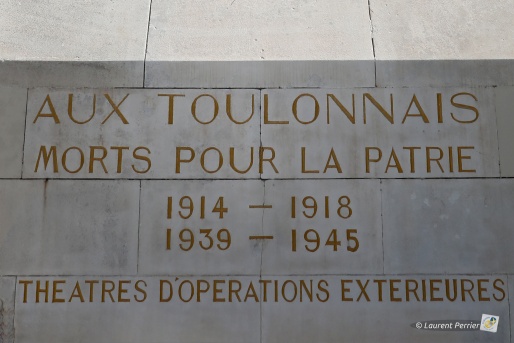 AUX TOULONNAIS
MORTS POUR LA PATRIE
1914 – 1918
1939 – 1945
THEATRES D'OPERATIONS EXTERIEURES
© Laurent Perrier